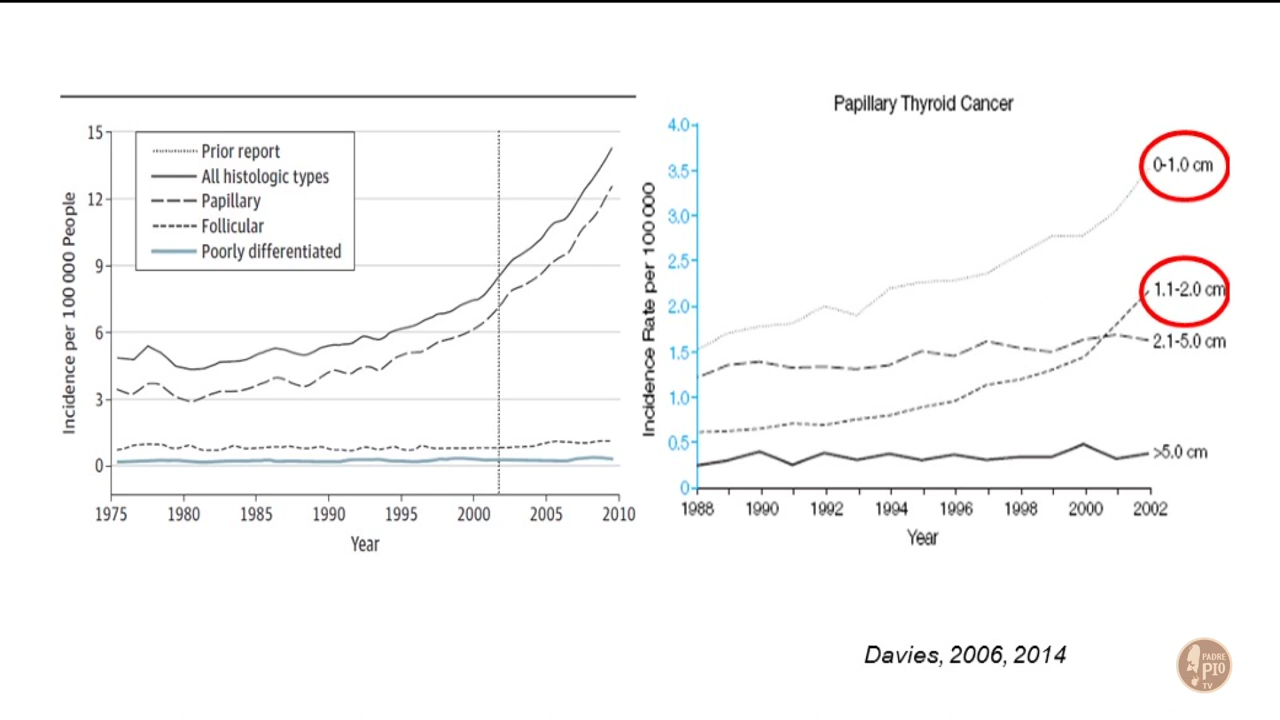 15
12
9
6
3
0
Incidence per 100 000 People
Prior report
All histologic types
Papillary
Follicular
Poorly differentiated
1975 1980 1985 1990 1995 2000 2005 2010
Year
Papillary Thyroid Cancer
4.0
3.5
3.0
2.5
2.0
1.5
1.0
0.5
0
Incidence Rate per 100 000
0-1.0 cm
1.1-2.0 cm
2.1-5.0 cm
>5.0 cm
1988 1990 1992 1994 1996 1998 2000 2002
Year
Davies, 2006, 2014
PADRE
PIO
TV